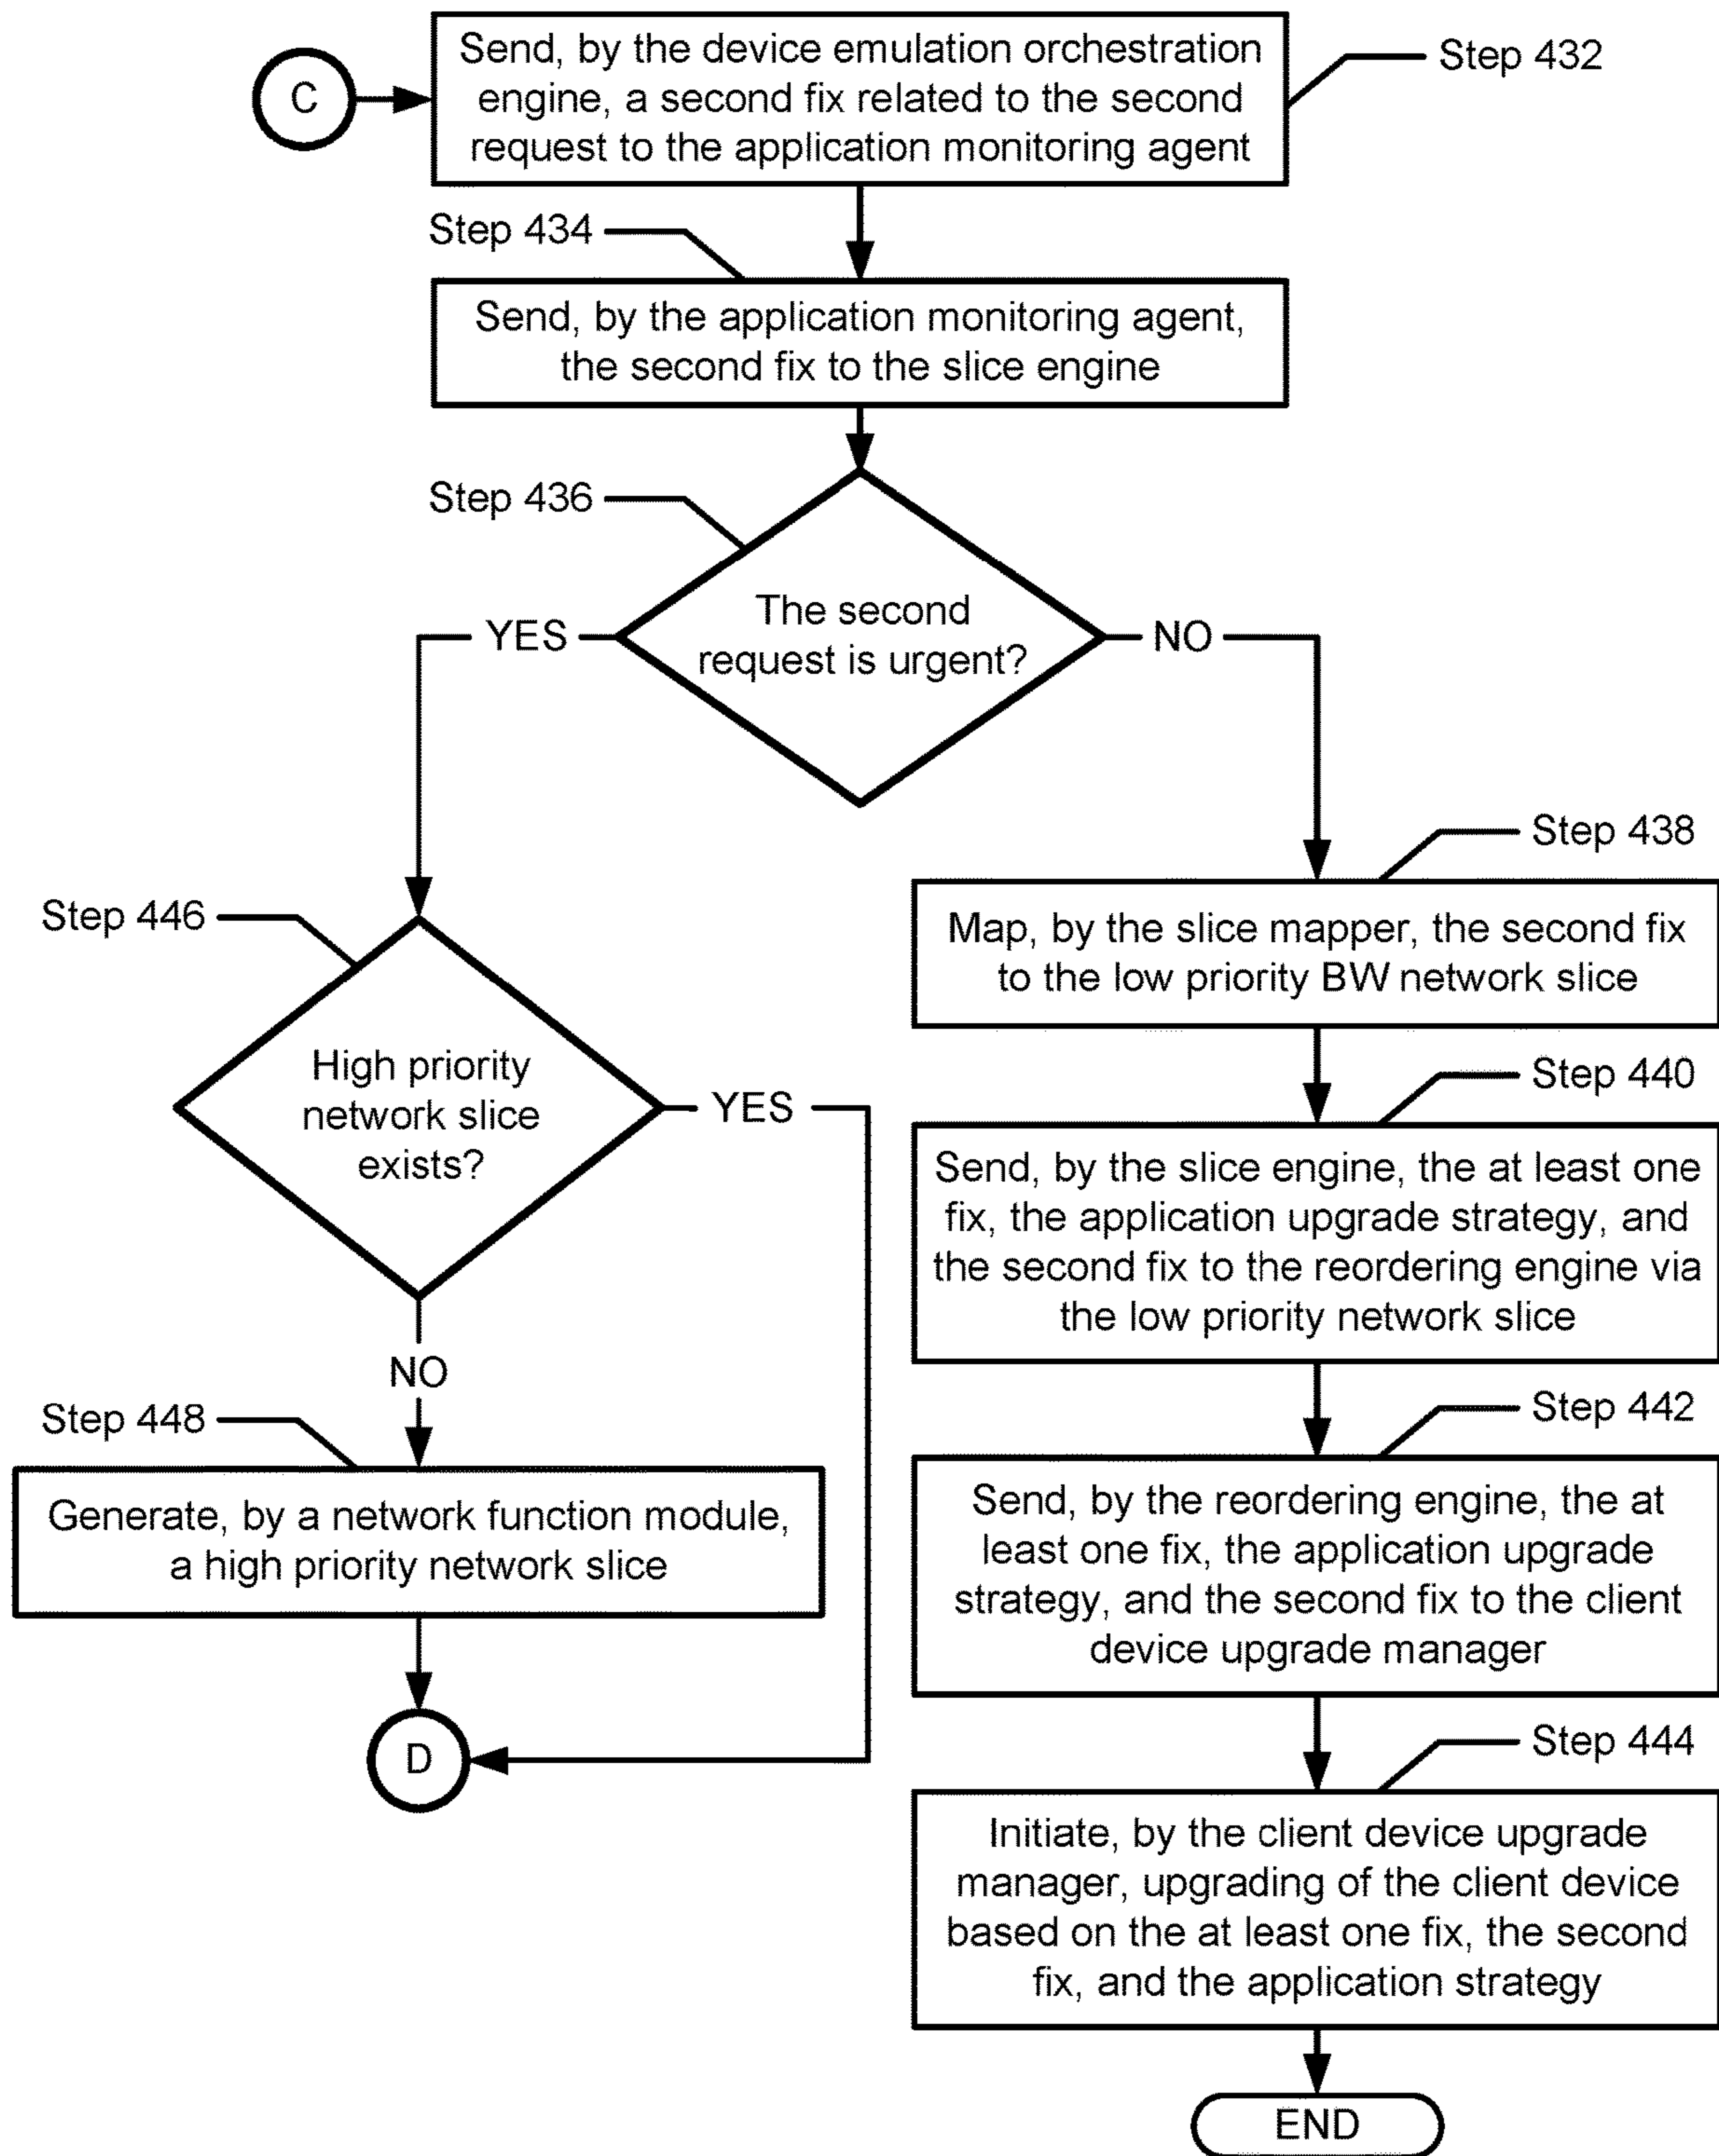 C
Send, by the device emulation orchestration
engine, a second fix related to the second
request to the application monitoring agent
Step 432
Step 434
Send, by the application monitoring agent,
the second fix to the slice engine
Step 436
The second
request is urgent?
YES
NO
Step 438
Map, by the slice mapper, the second fix
to the low priority BW network slice
Step 446
High priority
network slice
exists?
YES
NO
Step 440
Send, by the slice engine, the at least one
fix, the application upgrade strategy, and
the second fix to the reordering engine via
the low priority network slice
Step 442
Send, by the reordering engine, the at
least one fix, the application upgrade
strategy, and the second fix to the client
device upgrade manager
Step 448
Generate, by a network function module,
a high priority network slice
D
Step 444
Initiate, by the client device upgrade
manager, upgrading of the client device
based on the at least one fix, the second
fix, and the application strategy
END